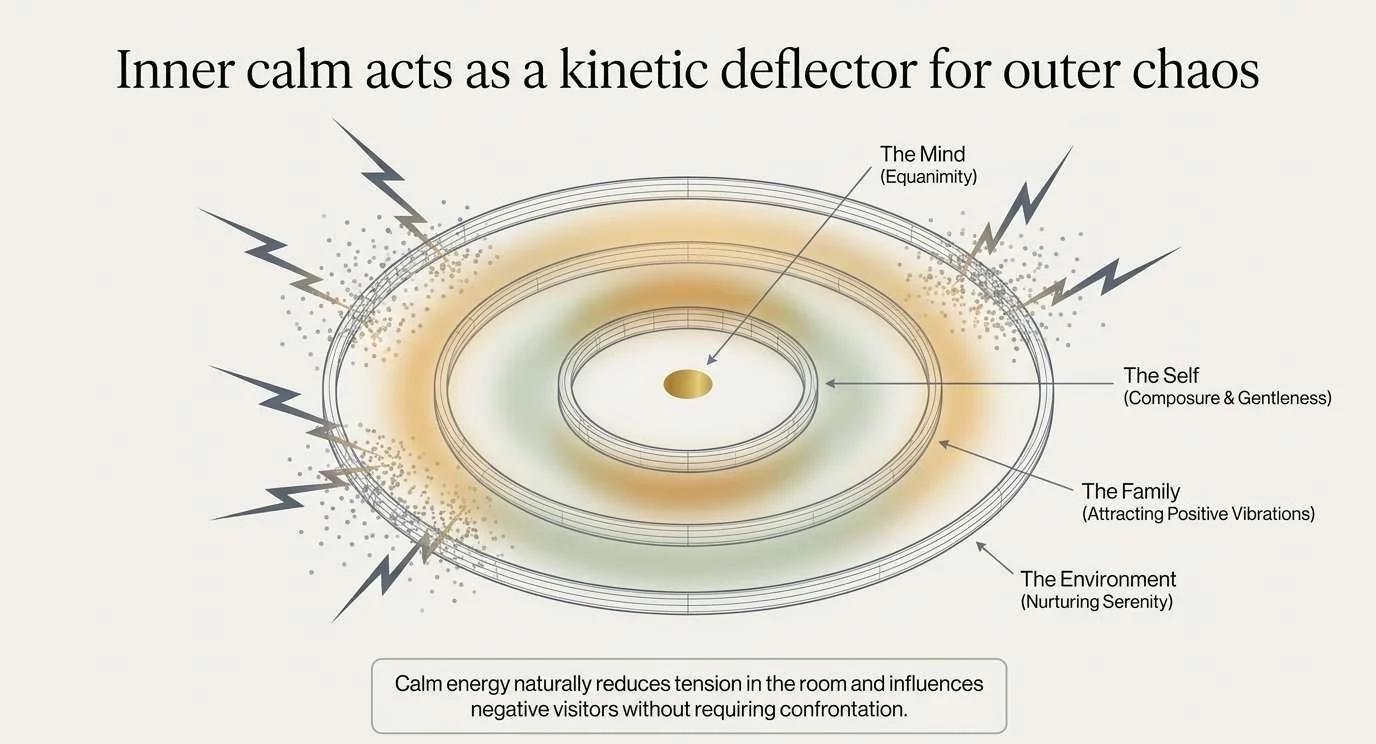 Inner calm acts as a kinetic deflector for outer chaos
The Mind
(Equanimity)
The Self
(Composure & Gentleness)
The Family
(Attracting Positive Vibrations)
The Environment
(Nurturing Serenity)
Calm energy naturally reduces tension in the room and influences
negative visitors without requiring confrontation.